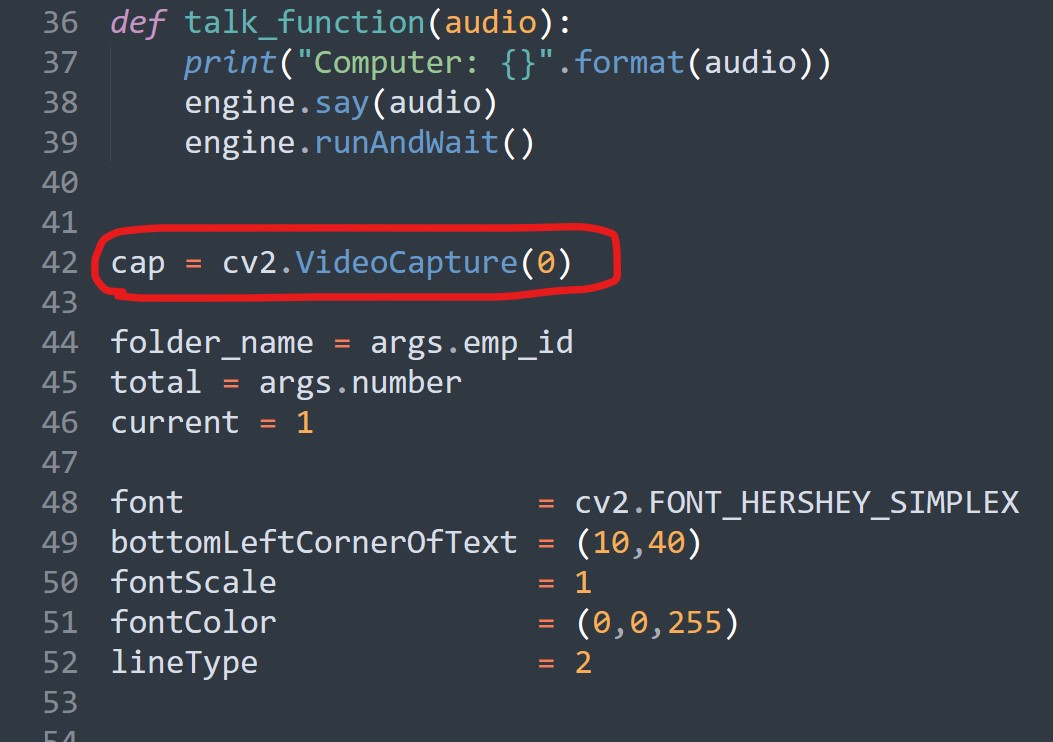 36 def talk_function(audio):
37     print("Computer: {}".format(audio))
38     engine.say(audio)
39     engine.runAndWait()
40
41
42 cap = cv2.VideoCapture(0)
43
44 folder_name = args.emp_id
45 total = args.number
46 current = 1
47
48 font                   = cv2.FONT_HERSHEY_SIMPLEX
49 bottomLeftCornerOfText = (10,40)
50 fontScale              = 1
51 fontColor              = (0,0,255)
52 lineType               = 2
53
54